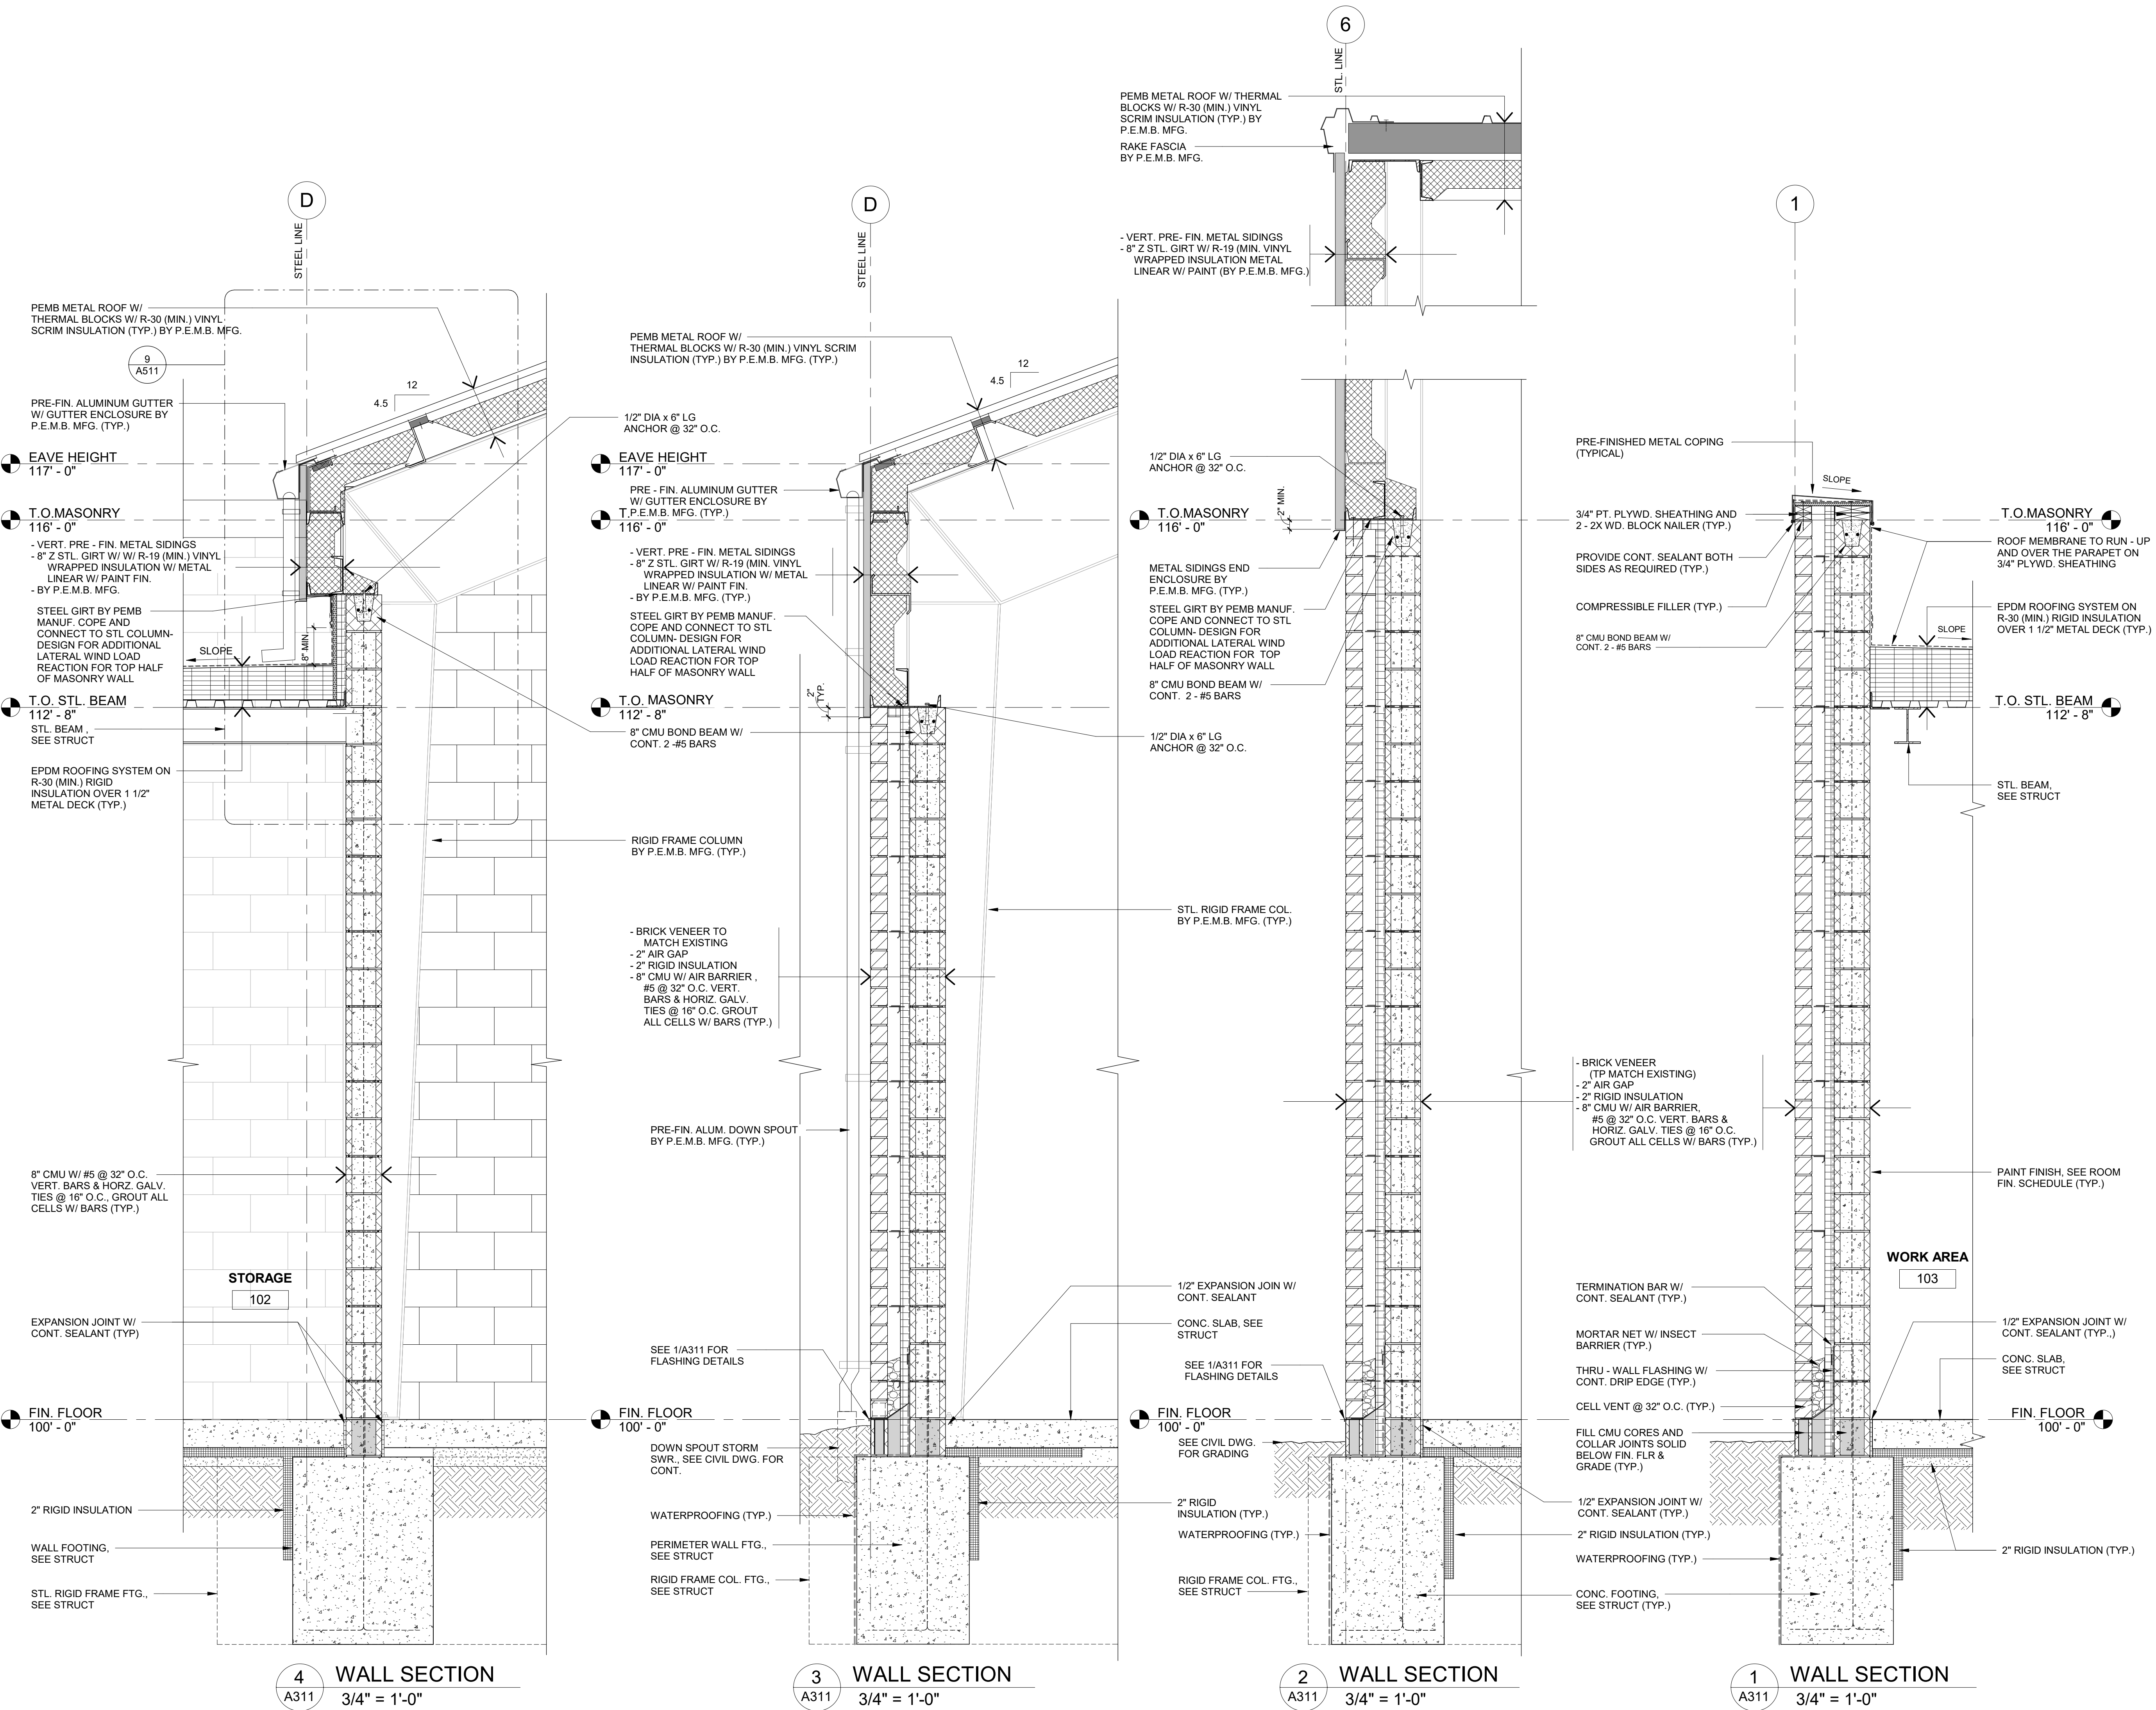 D
STEEL LINE
PEMB METAL ROOF W/
THERMAL BLOCKS W/ R-30 (MIN.) VINYL
SCRIM INSULATION (TYP.) BY P.E.M.B. MFG.
9
A511
12
4.5
PRE-FIN. ALUMINUM GUTTER
W/ GUTTER ENCLOSURE BY
P.E.M.B. MFG. (TYP.)
1/2" DIA x 6" LG
ANCHOR @ 32" O.C.
EAVE HEIGHT
117' - 0"
T.O.MASONRY
116' - 0"
- VERT. PRE - FIN. METAL SIDINGS
- 8" Z STL. GIRT W/ W/ R-19 (MIN.) VINYL
WRAPPED INSULATION W/ METAL
LINEAR W/ PAINT FIN.
- BY P.E.M.B. MFG.
STEEL GIRT BY PEMB
MANUF. COPE AND
CONNECT TO STL COLUMN-
DESIGN FOR ADDITIONAL
LATERAL WIND LOAD
REACTION FOR TOP HALF
OF MASONRY WALL
SLOPE
8" MIN.
T.O. STL. BEAM
112' - 8"
STL. BEAM ,
SEE STRUCT
EPDM ROOFING SYSTEM ON
R-30 (MIN.) RIGID
INSULATION OVER 1 1/2"
METAL DECK (TYP.)
8" CMU BOND BEAM W/
CONT. 2 -#5 BARS
RIGID FRAME COLUMN
BY P.E.M.B. MFG. (TYP.)
8" CMU W/ #5 @ 32" O.C.
VERT. BARS & HORZ. GALV.
TIES @ 16" O.C., GROUT ALL
CELLS W/ BARS (TYP.)
STORAGE
102
EXPANSION JOINT W/
CONT. SEALANT (TYP)
FIN. FLOOR
100' - 0"
2" RIGID INSULATION
WALL FOOTING,
SEE STRUCT
STL. RIGID FRAME FTG.,
SEE STRUCT
4
A311
WALL SECTION
3/4" = 1'-0"
D
STEEL LINE
PEMB METAL ROOF W/
THERMAL BLOCKS W/ R-30 (MIN.) VINYL SCRIM
INSULATION (TYP.) BY P.E.M.B. MFG. (TYP.)
12
4.5
EAVE HEIGHT
117' - 0"
PRE - FIN. ALUMINUM GUTTER
W/ GUTTER ENCLOSURE BY
P.E.M.B. MFG. (TYP.)
T.
116' - 0"
- VERT. PRE - FIN. METAL SIDINGS
- 8" Z STL. GIRT W/ R-19 (MIN. VINYL
WRAPPED INSULATION W/ METAL
LINEAR W/ PAINT FIN.
- BY P.E.M.B. MFG. (TYP.)
STEEL GIRT BY PEMB MANUF.
COPE AND CONNECT TO STL
COLUMN- DESIGN FOR
ADDITIONAL LATERAL WIND
LOAD REACTION FOR TOP
HALF OF MASONRY WALL
2"
TYP.
T.O. MASONRY
112' - 8"
1/2" DIA x 6" LG
ANCHOR @ 32" O.C.
STL. RIGID FRAME COL.
BY P.E.M.B. MFG. (TYP.)
- BRICK VENEER TO
MATCH EXISTING
- 2" AIR GAP
- 2" RIGID INSULATION
- 8" CMU W/ AIR BARRIER ,
#5 @ 32" O.C. VERT.
BARS & HORIZ. GALV.
TIES @ 16" O.C. GROUT
ALL CELLS W/ BARS (TYP.)
PRE-FIN. ALUM. DOWN SPOUT
BY P.E.M.B. MFG. (TYP.)
1/2" EXPANSION JOIN W/
CONT. SEALANT
CONC. SLAB, SEE
STRUCT
SEE 1/A311 FOR
FLASHING DETAILS
FIN. FLOOR
100' - 0"
DOWN SPOUT STORM
SWR., SEE CIVIL DWG. FOR
CONT.
WATERPROOFING (TYP.)
PERIMETER WALL FTG.,
SEE STRUCT
RIGID FRAME COL. FTG.,
SEE STRUCT
2" RIGID
INSULATION (TYP.)
3
A311
WALL SECTION
3/4" = 1'-0"
6
STL. LINE
PEMB METAL ROOF W/ THERMAL
BLOCKS W/ R-30 (MIN.) VINYL
SCRIM INSULATION (TYP.) BY
P.E.M.B. MFG.
RAKE FASCIA
BY P.E.M.B. MFG.
- VERT. PRE- FIN. METAL SIDINGS
- 8" Z STL. GIRT W/ R-19 (MIN. VINYL
WRAPPED INSULATION METAL
LINEAR W/ PAINT (BY P.E.M.B. MFG.)
1/2" DIA x 6" LG
ANCHOR @ 32" O.C.
2" MIN.
T.O.MASONRY
116' - 0"
METAL SIDINGS END
ENCLOSURE BY
P.E.M.B. MFG. (TYP.)
STEEL GIRT BY PEMB MANUF.
COPE AND CONNECT TO STL
COLUMN- DESIGN FOR
ADDITIONAL LATERAL WIND
LOAD REACTION FOR TOP
HALF OF MASONRY WALL
8" CMU BOND BEAM W/
CONT. 2 - #5 BARS
SEE 1/A311 FOR
FLASHING DETAILS
FIN. FLOOR
100' - 0"
SEE CIVIL DWG.
FOR GRADING
WATERPROOFING (TYP.)
RIGID FRAME COL. FTG.,
SEE STRUCT
1/2" EXPANSION JOINT W/
CONT. SEALANT (TYP.)
2" RIGID INSULATION (TYP.)
2
A311
WALL SECTION
3/4" = 1'-0"
1
PRE-FINISHED METAL COPING
(TYPICAL)
SLOPE
3/4" PT. PLYWD. SHEATHING AND
2 - 2X WD. BLOCK NAILER (TYP.)
PROVIDE CONT. SEALANT BOTH
SIDES AS REQUIRED (TYP.)
COMPRESSIBLE FILLER (TYP.)
8" CMU BOND BEAM W/
CONT. 2 - #5 BARS
T.O.MASONRY
116' - 0"
ROOF MEMBRANE TO RUN - UP
AND OVER THE PARAPET ON
3/4" PLYWD. SHEATHING
EPDM ROOFING SYSTEM ON
R-30 (MIN.) RIGID INSULATION
OVER 1 1/2" METAL DECK (TYP.)
SLOPE
T.O. STL. BEAM
112' - 8"
STL. BEAM,
SEE STRUCT
- BRICK VENEER
(TP MATCH EXISTING)
- 2" AIR GAP
- 2" RIGID INSULATION
- 8" CMU W/ AIR BARRIER,
#5 @ 32" O.C. VERT. BARS &
HORIZ. GALV. TIES @ 16" O.C.
GROUT ALL CELLS W/ BARS (TYP.)
PAINT FINISH, SEE ROOM
FIN. SCHEDULE (TYP.)
WORK AREA
103
TERMINATION BAR W/
CONT. SEALANT (TYP.)
MORTAR NET W/ INSECT
BARRIER (TYP.)
THRU - WALL FLASHING W/
CONT. DRIP EDGE (TYP.)
CELL VENT @ 32" O.C. (TYP.)
FILL CMU CORES AND
COLLAR JOINTS SOLID
BELOW FIN. FLR &
GRADE (TYP.)
1/2" EXPANSION JOINT W/
CONT. SEALANT (TYP.,)
CONC. SLAB,
SEE STRUCT
FIN. FLOOR
100' - 0"
WATERPROOFING (TYP.)
CONC. FOOTING,
SEE STRUCT (TYP.)
2" RIGID INSULATION (TYP.)
1
A311
WALL SECTION
3/4" = 1'-0"